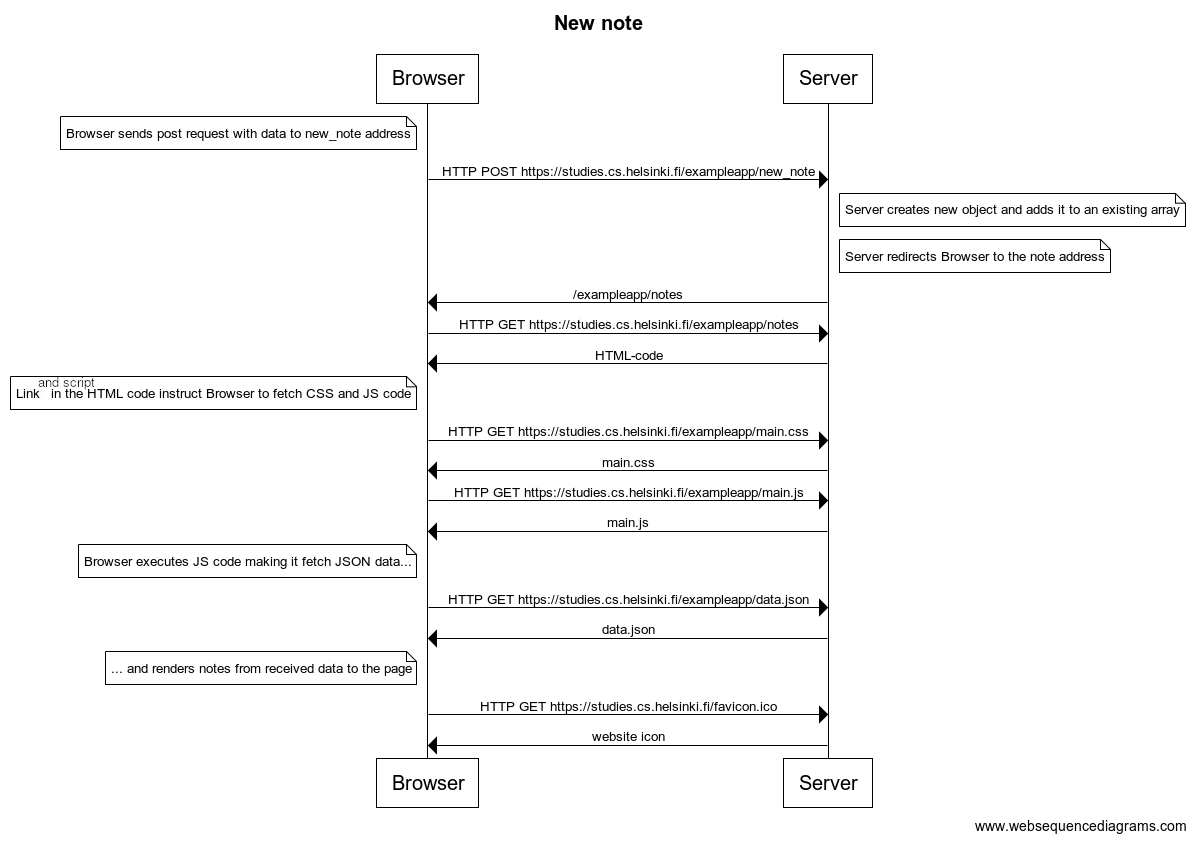 New note
Browser
Server
Browser sends post request with data to new_note address
HTTP POST https://studies.cs.helsinki.fi/exampleapp/new_note
Server creates new object and adds it to an existing array
Server redirects Browser to the note address
/exampleapp/notes
HTTP GET https://studies.cs.helsinki.fi/exampleapp/notes
HTML-code
and script
Link in the HTML code instruct Browser to fetch CSS and JS code
HTTP GET https://studies.cs.helsinki.fi/exampleapp/main.css
main.css
HTTP GET https://studies.cs.helsinki.fi/exampleapp/main.js
main.js
Browser executes JS code making it fetch JSON data...
HTTP GET https://studies.cs.helsinki.fi/exampleapp/data.json
data.json
... and renders notes from received data to the page
HTTP GET https://studies.cs.helsinki.fi/favicon.ico
website icon
Browser
Server
www.websequencediagrams.com